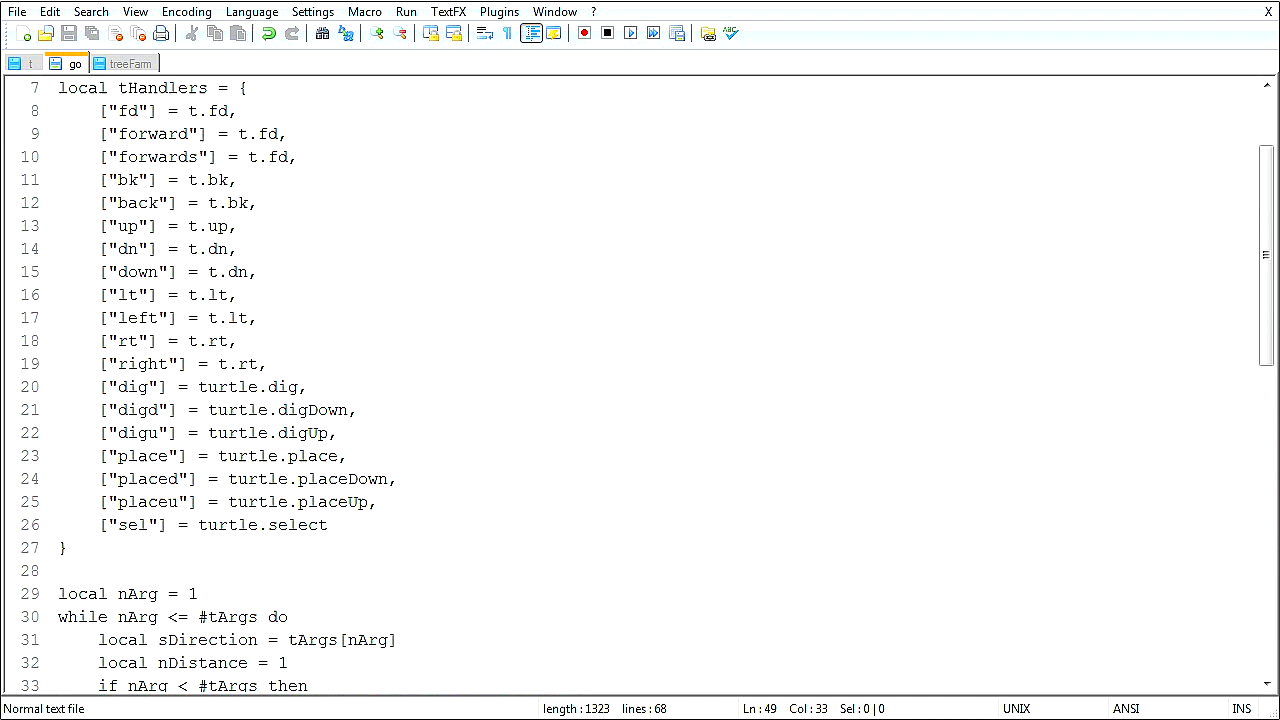 File Edit Search View Encoding Language Settings Macro Run TextFX Plugins Window ? X
t go treeFarm
7 local tHandlers = {
8 ["fd"] = t.fd,
9 ["forward"] = t.fd,
10 ["forwards"] = t.fd,
11 ["bk"] = t.bk,
12 ["back"] = t.bk,
13 ["up"] = t.up,
14 ["dn"] = t.dn,
15 ["down"] = t.dn,
16 ["lt"] = t.lt,
17 ["left"] = t.lt,
18 ["rt"] = t.rt,
19 ["right"] = t.rt,
20 ["dig"] = turtle.dig,
21 ["digd"] = turtle.digDown,
22 ["digu"] = turtle.digUp,
23 ["place"] = turtle.place,
24 ["placed"] = turtle.placeDown,
25 ["placeu"] = turtle.placeUp,
26 ["sel"] = turtle.select
27 }
28
29 local nArg = 1
30 while nArg <= #tArgs do
31 local sDirection = tArgs[nArg]
32 local nDistance = 1
33 if nArg < #tArgs then
Normal text file length : 1323 lines : 68 Ln : 49 Col : 33 Sel : 0 | 0 UNIX ANSI INS